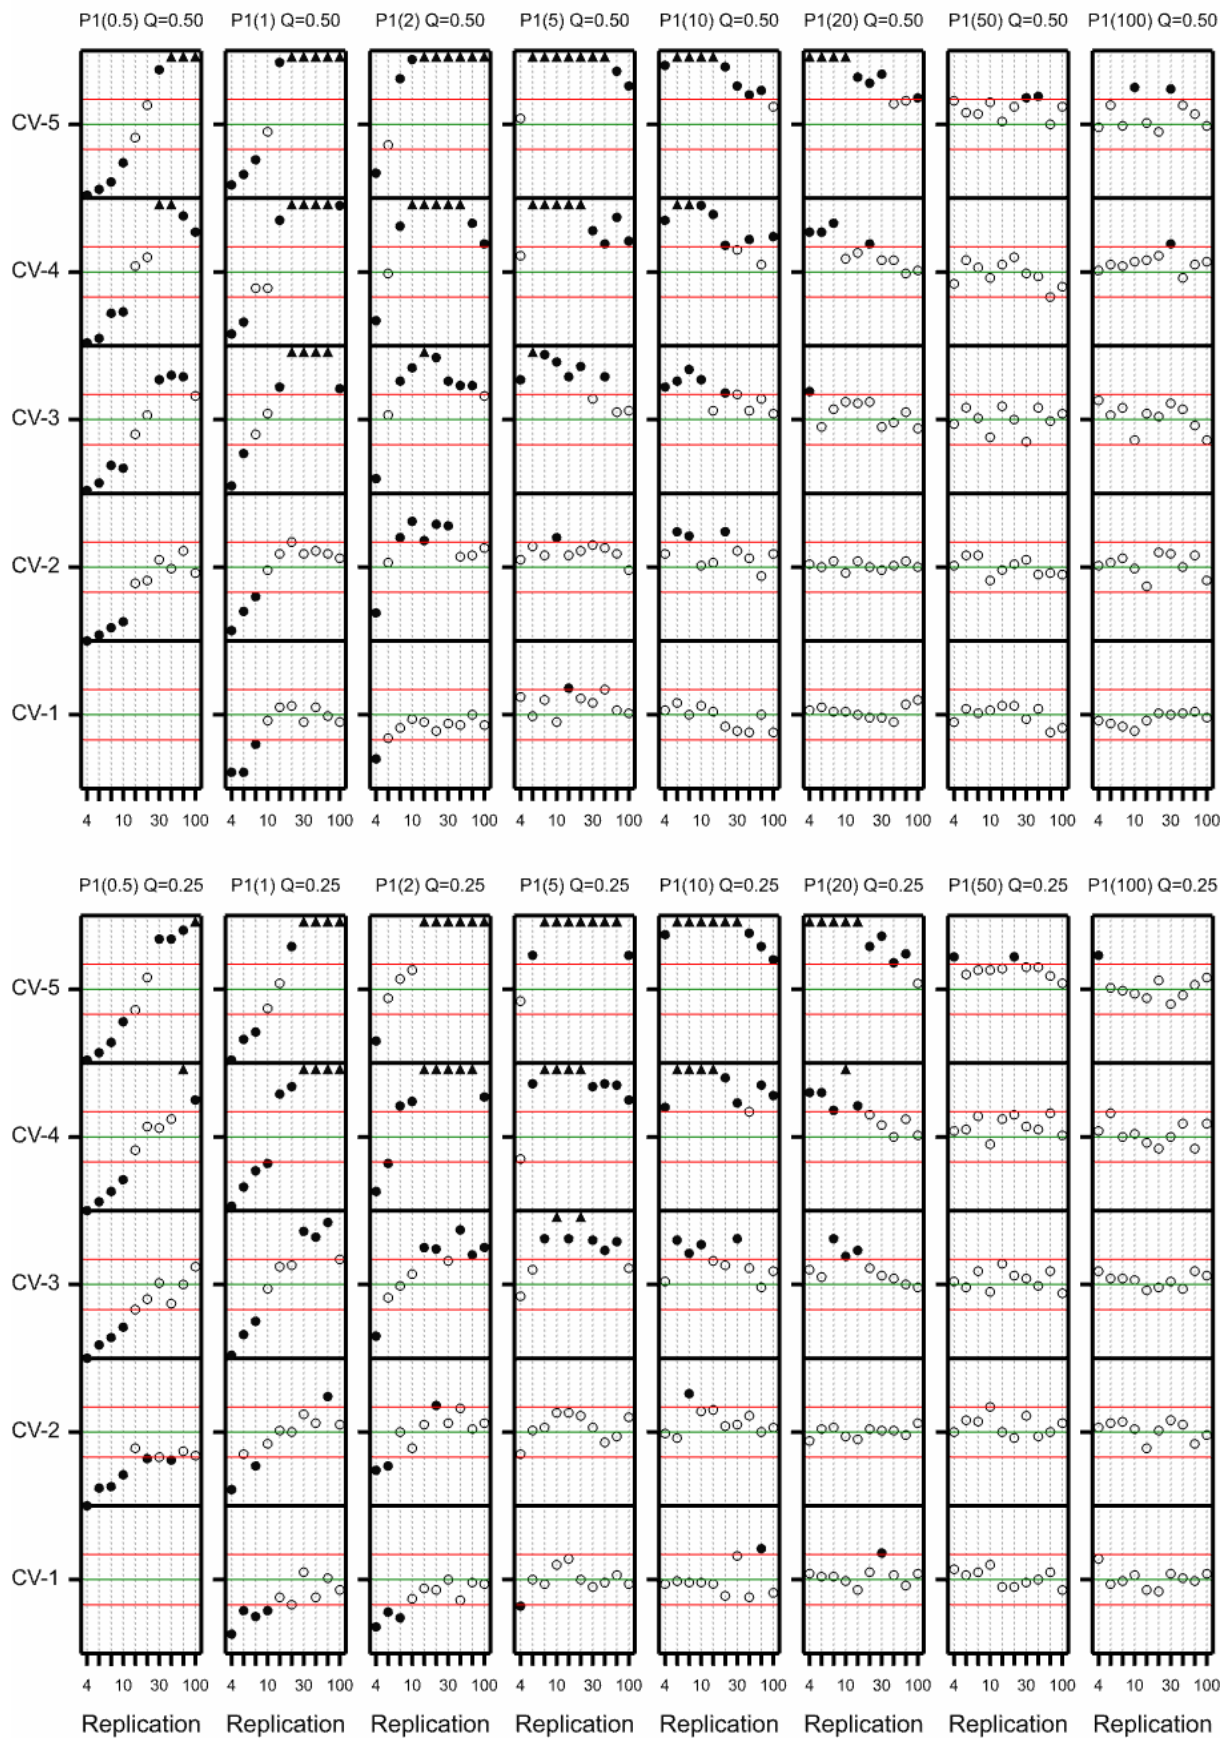 P1(0.5) Q=0.50 P1(1) Q=0.50 P1(2) Q=0.50 P1(5) Q=0.50 P1(10) Q=0.50 P1(20) Q=0.50 P1(50) Q=0.50 P1(100) Q=0.50
CV-5
CV-4
CV-3
CV-2
CV-1
4 10 30 100 4 10 30 100 4 10 30 100 4 10 30 100 4 10 30 100 4 10 30 100 4 10 30 100 4 10 30 100
P1(0.5) Q=0.25 P1(1) Q=0.25 P1(2) Q=0.25 P1(5) Q=0.25 P1(10) Q=0.25 P1(20) Q=0.25 P1(50) Q=0.25 P1(100) Q=0.25
CV-5
CV-4
CV-3
CV-2
CV-1
4 10 30 100 4 10 30 100 4 10 30 100 4 10 30 100 4 10 30 100 4 10 30 100 4 10 30 100 4 10 30 100
Replication Replication Replication Replication Replication Replication Replication Replication